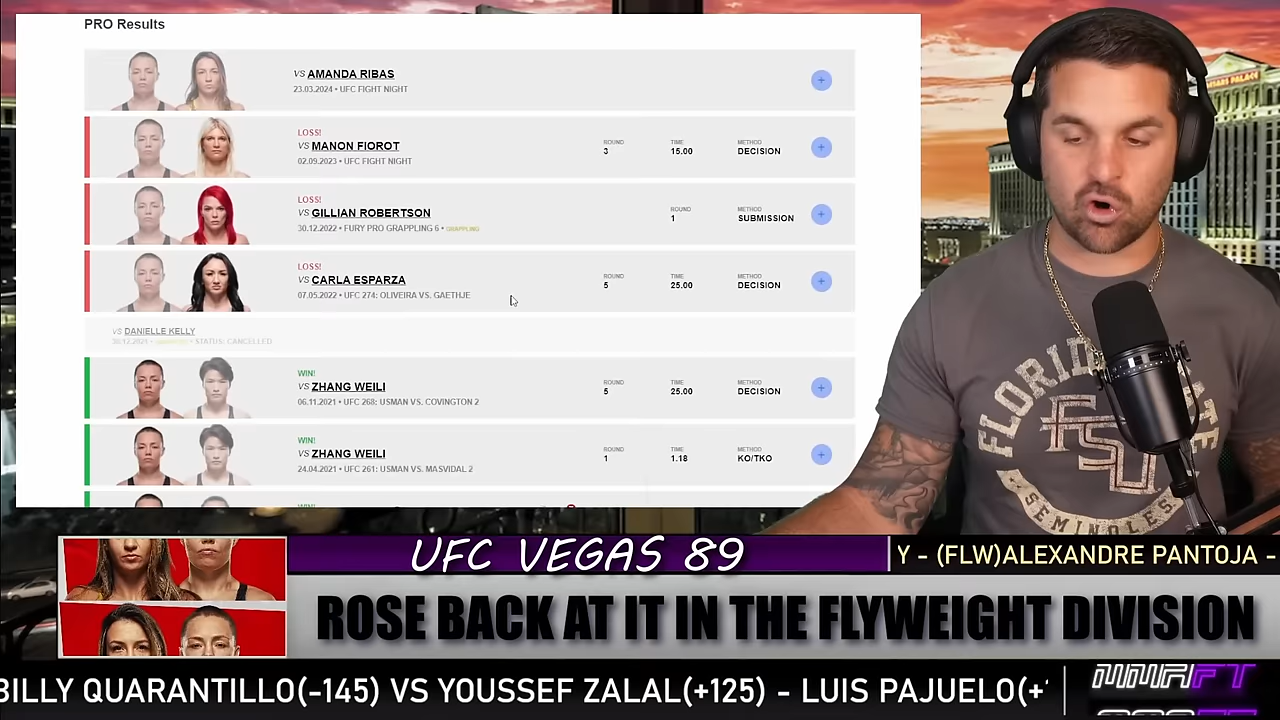 PRO Results
VS AMANDA RIBAS
23.03.2024 • UFC FIGHT NIGHT
LOSS!
VS MANON FIOROT
02.09.2023 • UFC FIGHT NIGHT
ROUND
3
TIME
15.00
METHOD
DECISION
LOSS!
VS GILLIAN ROBERTSON
30.12.2022 • FURY PRO GRAPPLING 6 • GRAPPLING
ROUND
1
METHOD
SUBMISSION
LOSS!
VS CARLA ESPARZA
07.05.2022 • UFC 274: OLIVEIRA VS. GAETHJE
ROUND
5
TIME
25.00
METHOD
DECISION
VS DANIELLE KELLY
STATUS: CANCELLED
WIN!
VS ZHANG WEILI
06.11.2021 • UFC 268: USMAN VS. COVINGTON 2
ROUND
5
TIME
25.00
METHOD
DECISION
WIN!
VS ZHANG WEILI
24.04.2021 • UFC 261: USMAN VS. MASVIDAL 2
ROUND
1
TIME
1.18
METHOD
KO/TKO
CAESARS PALACE
FLORIDA STATE
FSU
SEMINOLES
UFC VEGAS 89
Y - (FLW)ALEXANDRE PANTOJA -
ROSE BACK AT IT IN THE FLYWEIGHT DIVISION
BILLY QUARANTILLO(-145) VS YOUSSEF ZALAL(+125) - LUIS PAJUELO(+
MMAFT